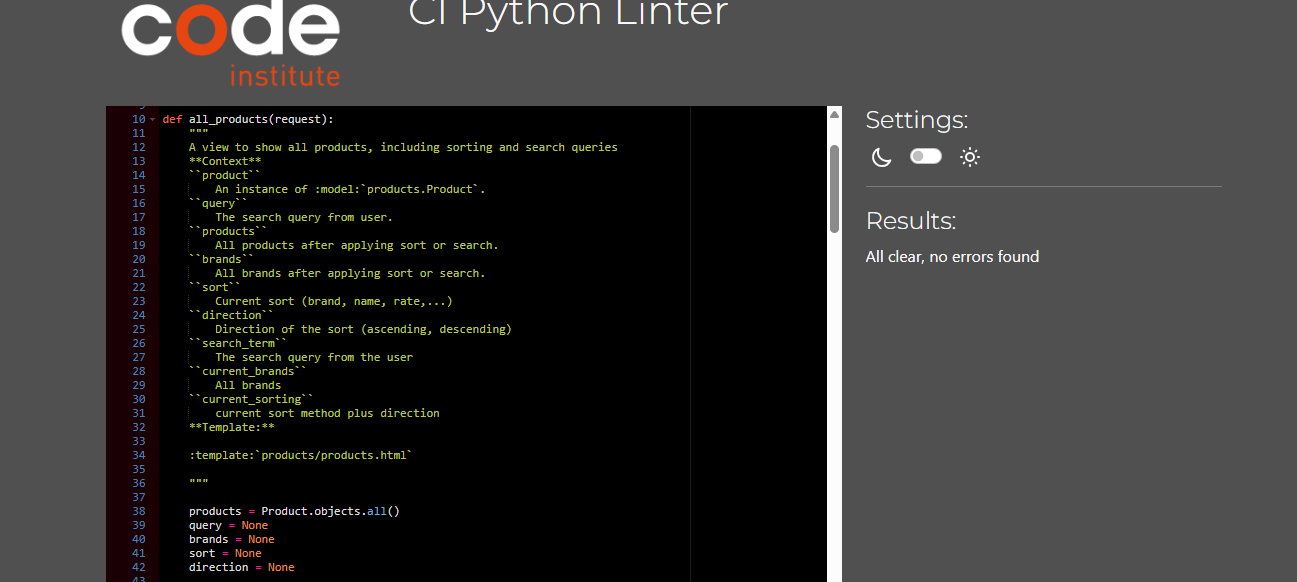 code
institute
CI Python Linter
10 def all_products(request):
11 """
12 A view to show all products, including sorting and search queries
13 **Context**
14 ``product``
15 An instance of :model:`products.Product`.
16 ``query``
17 The search query from user.
18 ``products``
19 All products after applying sort or search.
20 ``brands``
21 All brands after applying sort or search.
22 ``sort``
23 Current sort (brand, name, rate,...)
24 ``direction``
25 Direction of the sort (ascending, descending)
26 ``search_term``
27 The search query from the user
28 ``current_brands``
29 All brands
30 ``current_sorting``
31 current sort method plus direction
32 **Template:**
33
34 :template:`products/products.html`
35
36 """
37
38 products = Product.objects.all()
39 query = None
40 brands = None
41 sort = None
42 direction = None
43
Settings:
Results:
All clear, no errors found